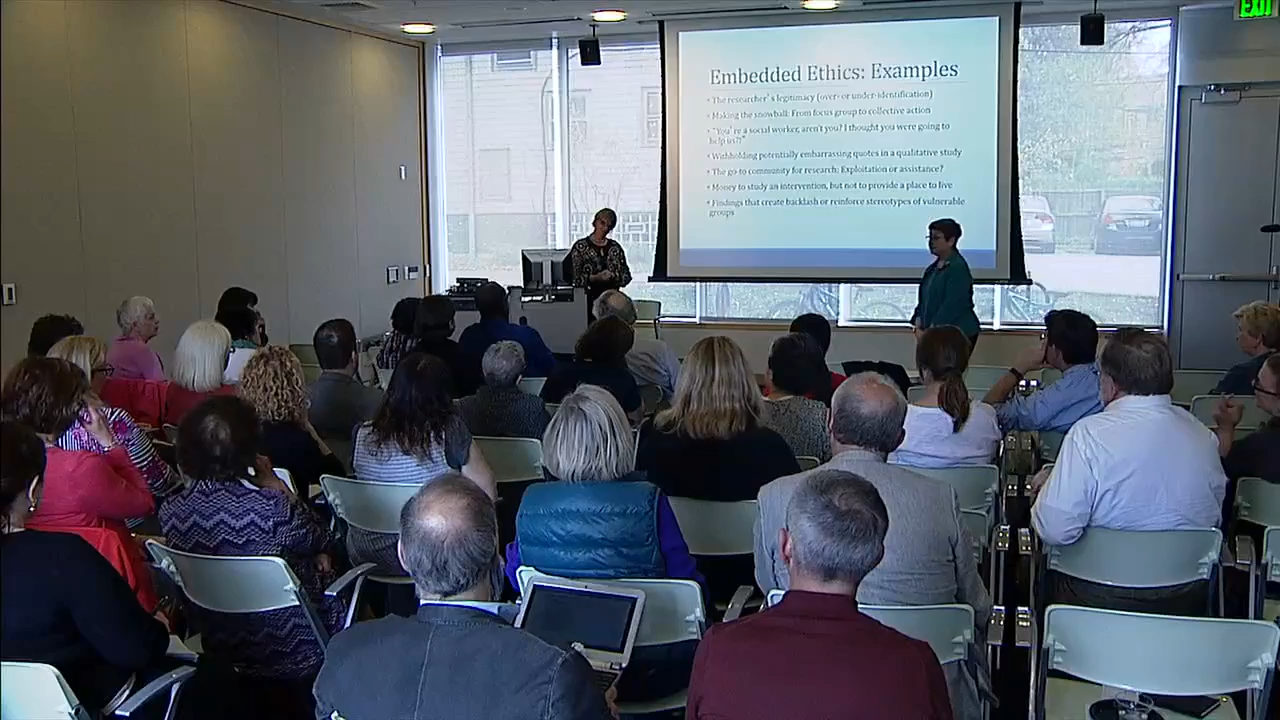 EXIT
Embedded Ethics: Examples
• The researcher's legitimacy (over- or under-identification)
• Making the snowball: From focus group to collective action
• "You're a social worker, aren't you? I thought you were going to
help us?!"
• Withholding potentially embarrassing quotes in a qualitative study
• The go-to community for research: Exploitation or assistance?
• Money to study an intervention, but not to provide a place to live
• Findings that create backlash or reinforce stereotypes of vulnerable
groups